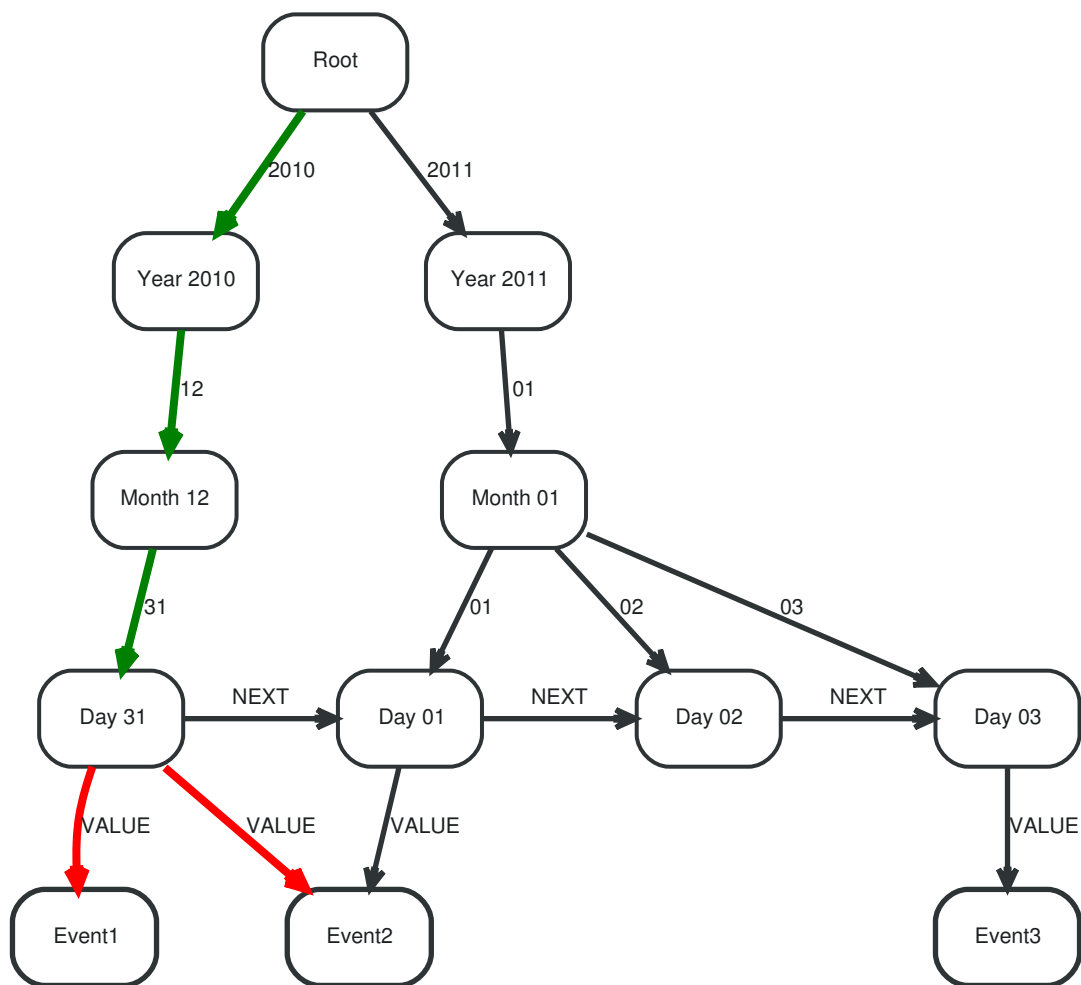 Root
2010
2011
Year 2010
Year 2011
12
01
Month 12
Month 01
31
01
02
03
Day 31
NEXT
Day 01
NEXT
Day 02
NEXT
Day 03
VALUE
VALUE
VALUE
VALUE
Event1
Event2
Event3